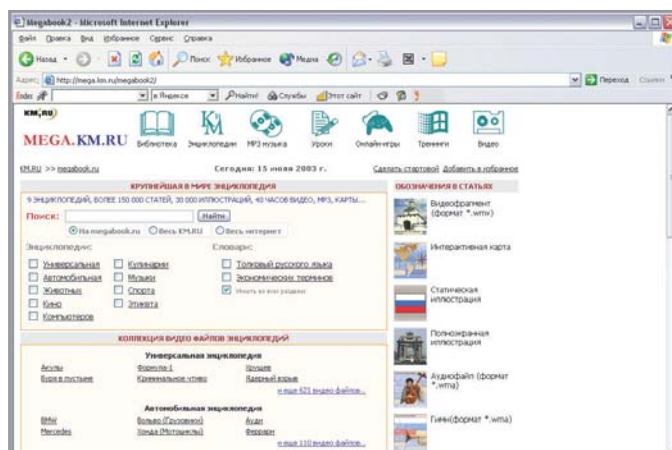 Megabook2 - Microsoft Internet Explorer
Файл Правка Вид Избранное Сервис Справка
Назад Поиск Избранное Медиа
Адрес: http://mega.km.ru/megabook2/ Переход Ссылки
Яndex в Яндексе Найти! Службы Этот сайт
KM.RU
MEGA.KM.RU
Библиотека Энциклопедии MP3 музыка Уроки Онлайн-игры Тренинги Видео
KM.RU >> megabook.ru Сегодня: 15 июля 2003 г. Сделать стартовой Добавить в избранное
КРУПНЕЙШАЯ В МИРЕ ЭНЦИКЛОПЕДИЯ
9 ЭНЦИКЛОПЕДИЙ, БОЛЕЕ 150 000 СТАТЕЙ, 30 000 ИЛЛЮСТРАЦИЙ, 40 ЧАСОВ ВИДЕО, MP3, КАРТЫ...
Поиск: Найти
На megabook.ru Весь KM.RU Весь интернет
Энциклопедии: Словари:
Универсальная Кулинарии Толковый русского языка
Автомобильная Музыки Экономических терминов
Животных Спорта Искать во всех разделах
Кино Этикета
Компьютеров
КОЛЛЕКЦИЯ ВИДЕО ФАЙЛОВ ЭНЦИКЛОПЕДИЙ
Универсальная энциклопедия
Акулы Формула-1 Хрущев
Буря в пустыне Криминальное чтиво Ядерный взрыв
и еще 621 видео файлов...
Автомобильная энциклопедия
BMW Вольво (Грузовики) Ауди
Mercedes Хонда (Мотоциклы) Феррари
и еще 110 видео файлов...
ОБОЗНАЧЕНИЯ В СТАТЬЯХ
Видеофрагмент
(формат *.wmv)
Интерактивная карта
Статическая
иллюстрация
Полноэкранная
иллюстрация
Аудиофайл (формат
*.wma)
Гимн(формат *.wma)